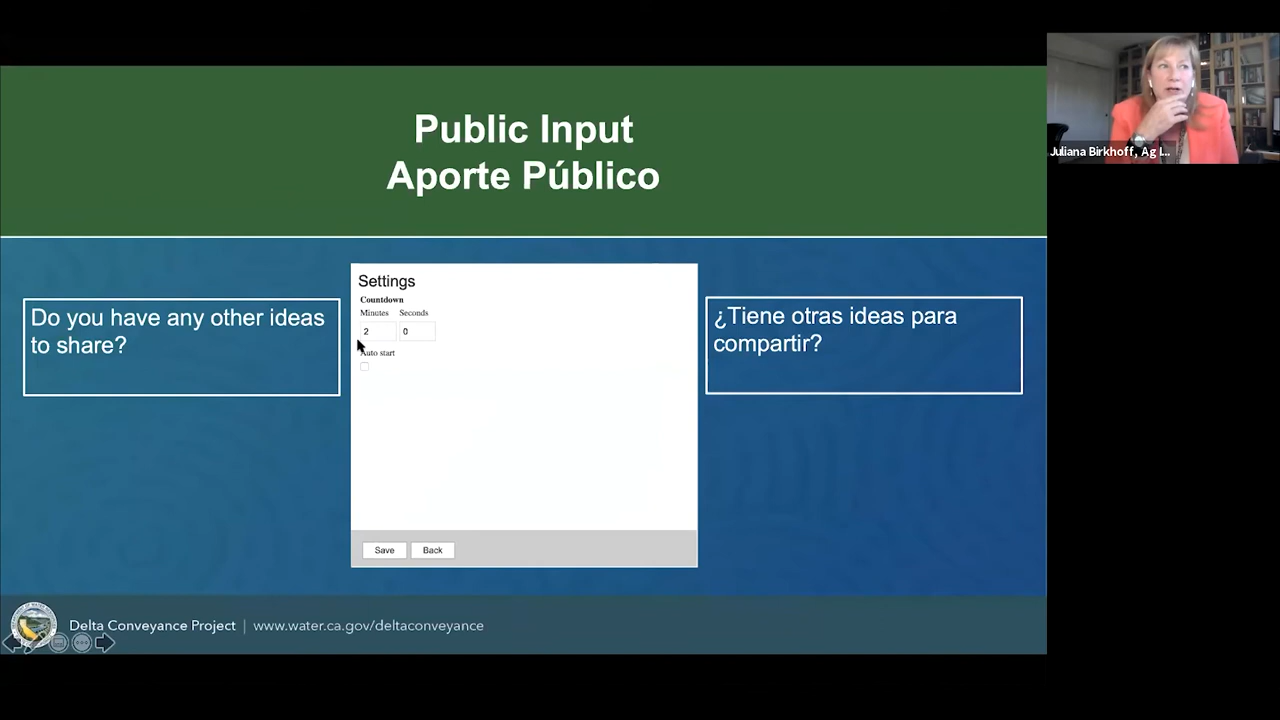 Public Input
Aporte Público
Juliana Birkhoff, Ag I...
Do you have any other ideas
to share?
Settings
Countdown
Minutes Seconds
2 0
Auto start
Save Back
¿Tiene otras ideas para
compartir?
Delta Conveyance Project | www.water.ca.gov/deltaconveyance